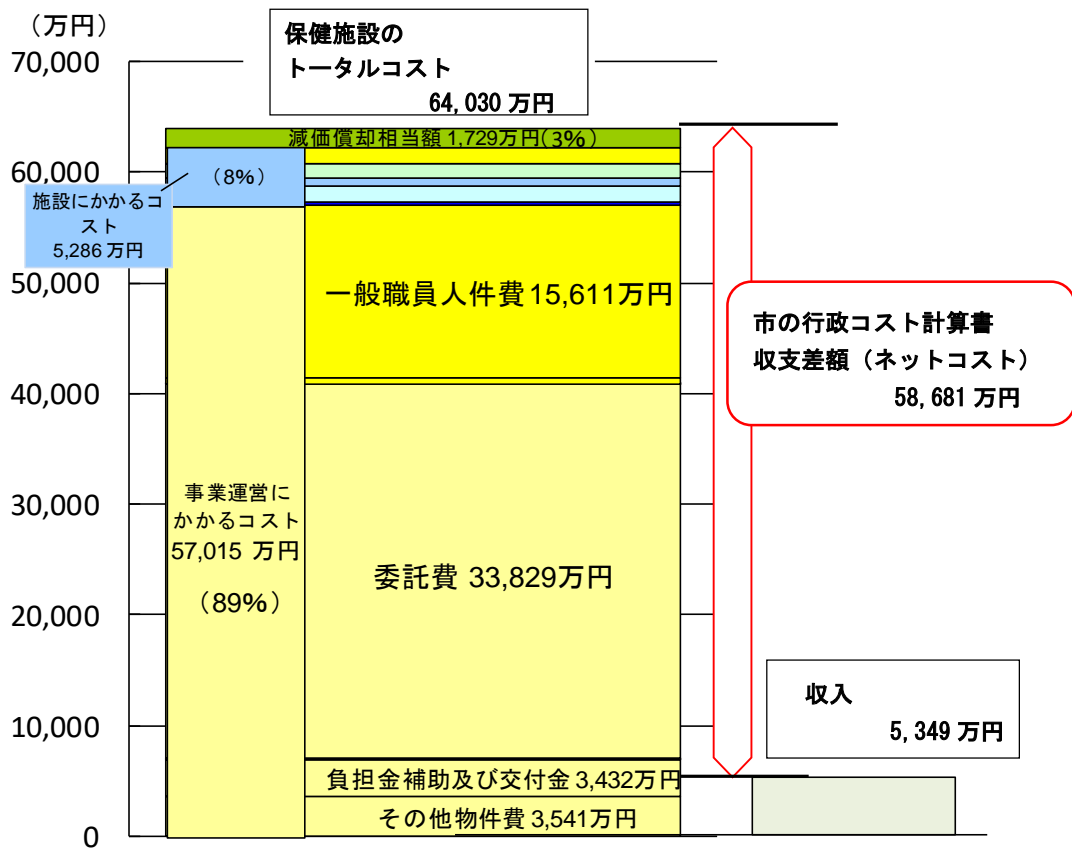 （万円）
70,000
60,000
50,000
40,000
30,000
20,000
10,000
0
保健施設の
トータルコスト
64,030 万円
減価償却相当額 1,729万円(3%)
（8%）
施設にかかるコ
スト
5,286 万円
一般職員人件費 15,611万円
市の行政コスト計算書
収支差額（ネットコスト）
58,681 万円
事業運営に
かかるコスト
57,015 万円
（89%）
委託費 33,829万円
収入
5,349 万円
負担金補助及び交付金 3,432万円
その他物件費 3,541万円